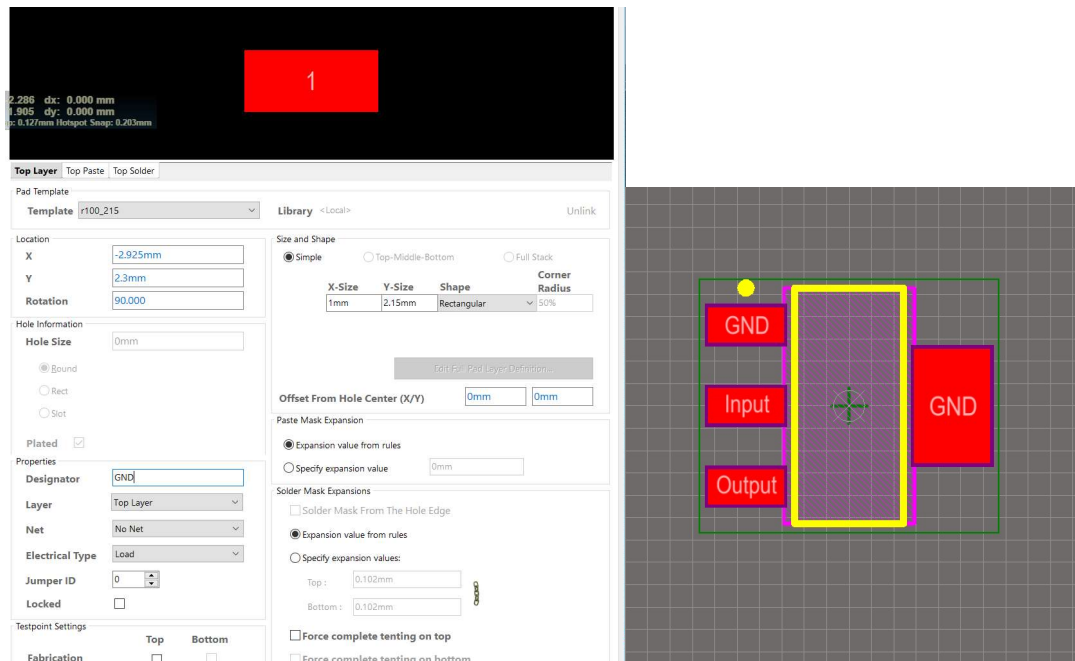 1
2.286 dx: 0.000 mm
1.905 dy: 0.000 mm
p: 0.127mm Hotspot Snap: 0.203mm
Top Layer Top Paste Top Solder
Pad Template
Template r100_215 Library <Local> Unlink
Location
X -2.925mm
Y 2.3mm
Rotation 90.000
Size and Shape
Simple Top-Middle-Bottom Full Stack
Corner
X-Size Y-Size Shape Radius
1mm 2.15mm Rectangular 50%
Hole Information
Hole Size 0mm
Round
Rect
Slot
Plated
Edit Full Pad Layer Definition...
Offset From Hole Center (X/Y) 0mm 0mm
Paste Mask Expansion
Expansion value from rules
Specify expansion value 0mm
Properties
Designator GND
Layer Top Layer
Net No Net
Electrical Type Load
Jumper ID 0
Locked
Solder Mask Expansions
Solder Mask From The Hole Edge
Expansion value from rules
Specify expansion values:
Top : 0.102mm
Bottom : 0.102mm
Testpoint Settings
Top Bottom
Fabrication
Force complete tenting on top
Force complete tenting on bottom
GND
Input
Output
GND